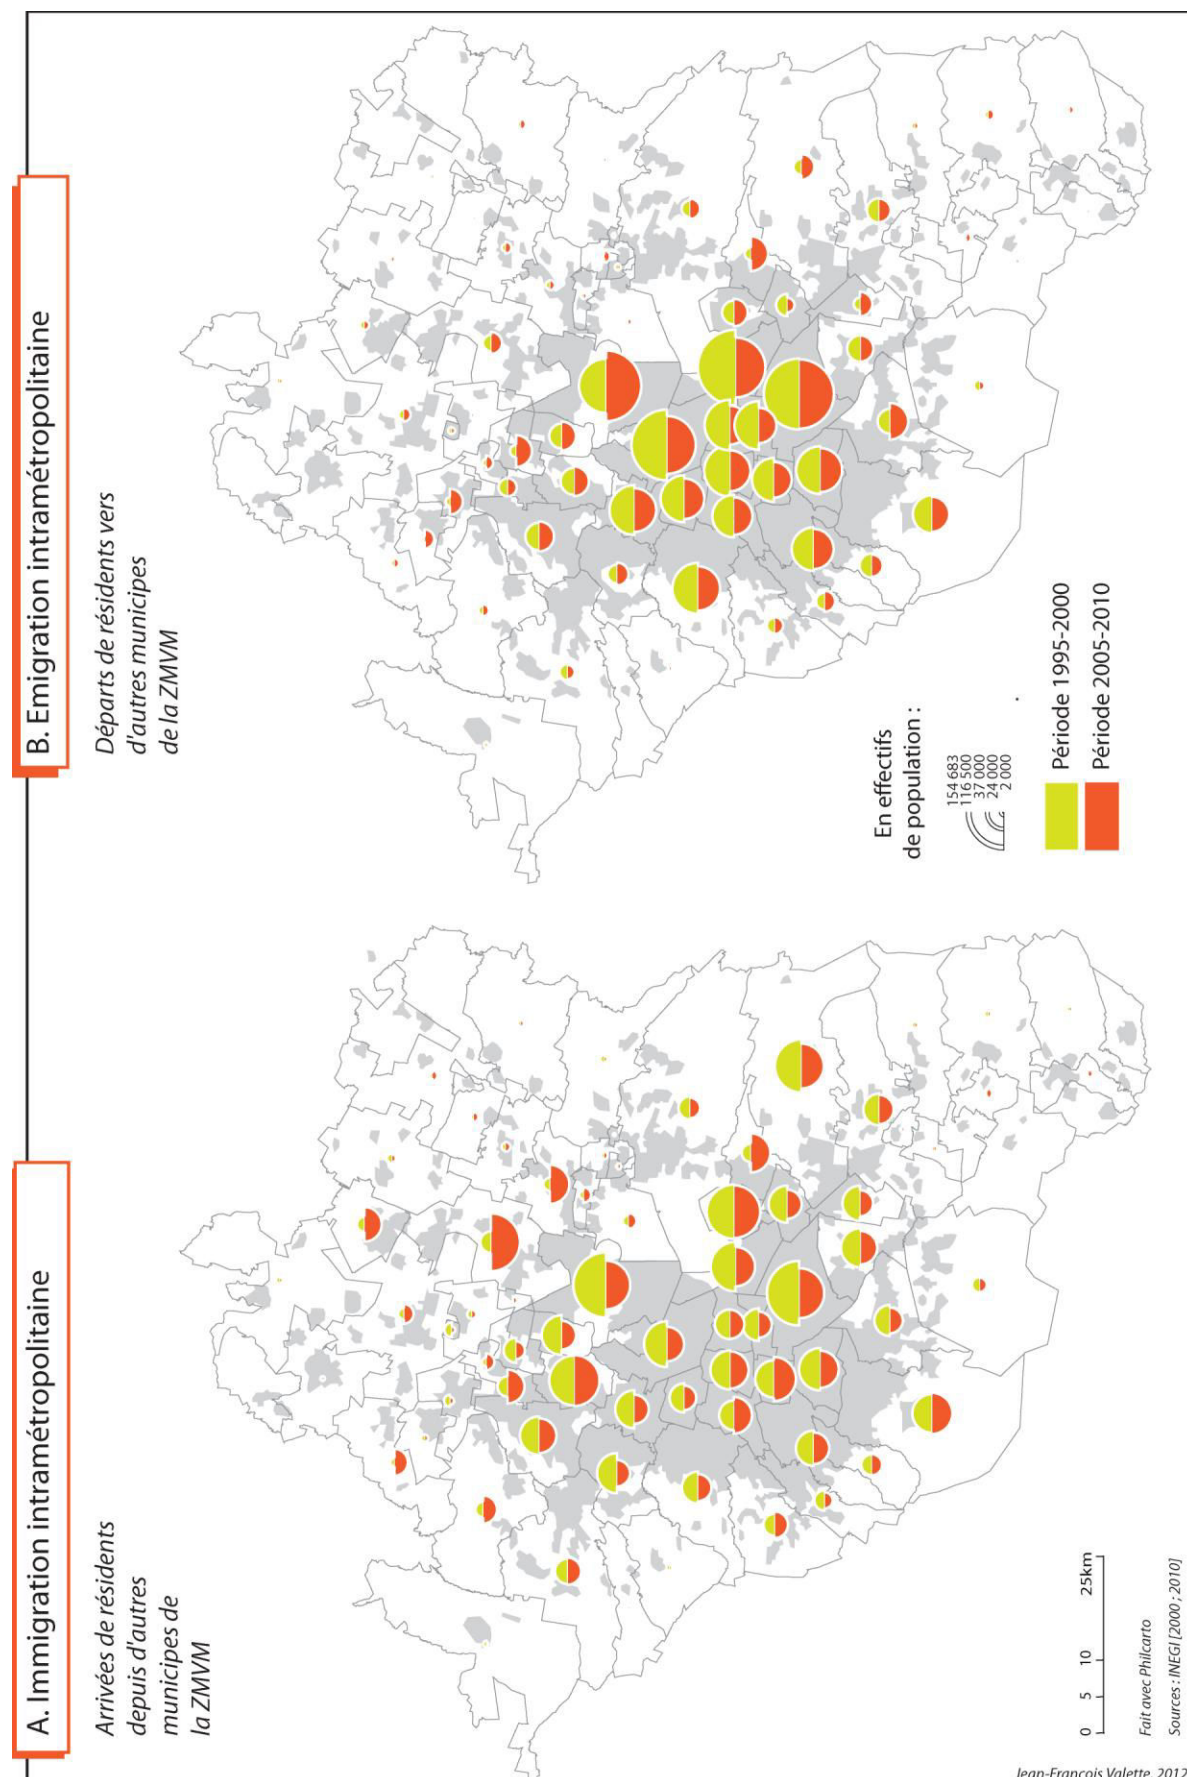 A. Immigration intramétropolitaine
Arrivées de résidents
depuis d'autres
municipes de
la ZMVM
B. Emigration intramétropolitaine
Départs de résidents vers
d'autres municipes
de la ZMVM
En effectifs
de population :
154 683
116 500
37 000
24 000
2 000
Période 1995-2000
Période 2005-2010
0 5 10 25km
Fait avec Philcarto
Sources : INEGI [2000 ; 2010]
Jean-François Valette, 2012